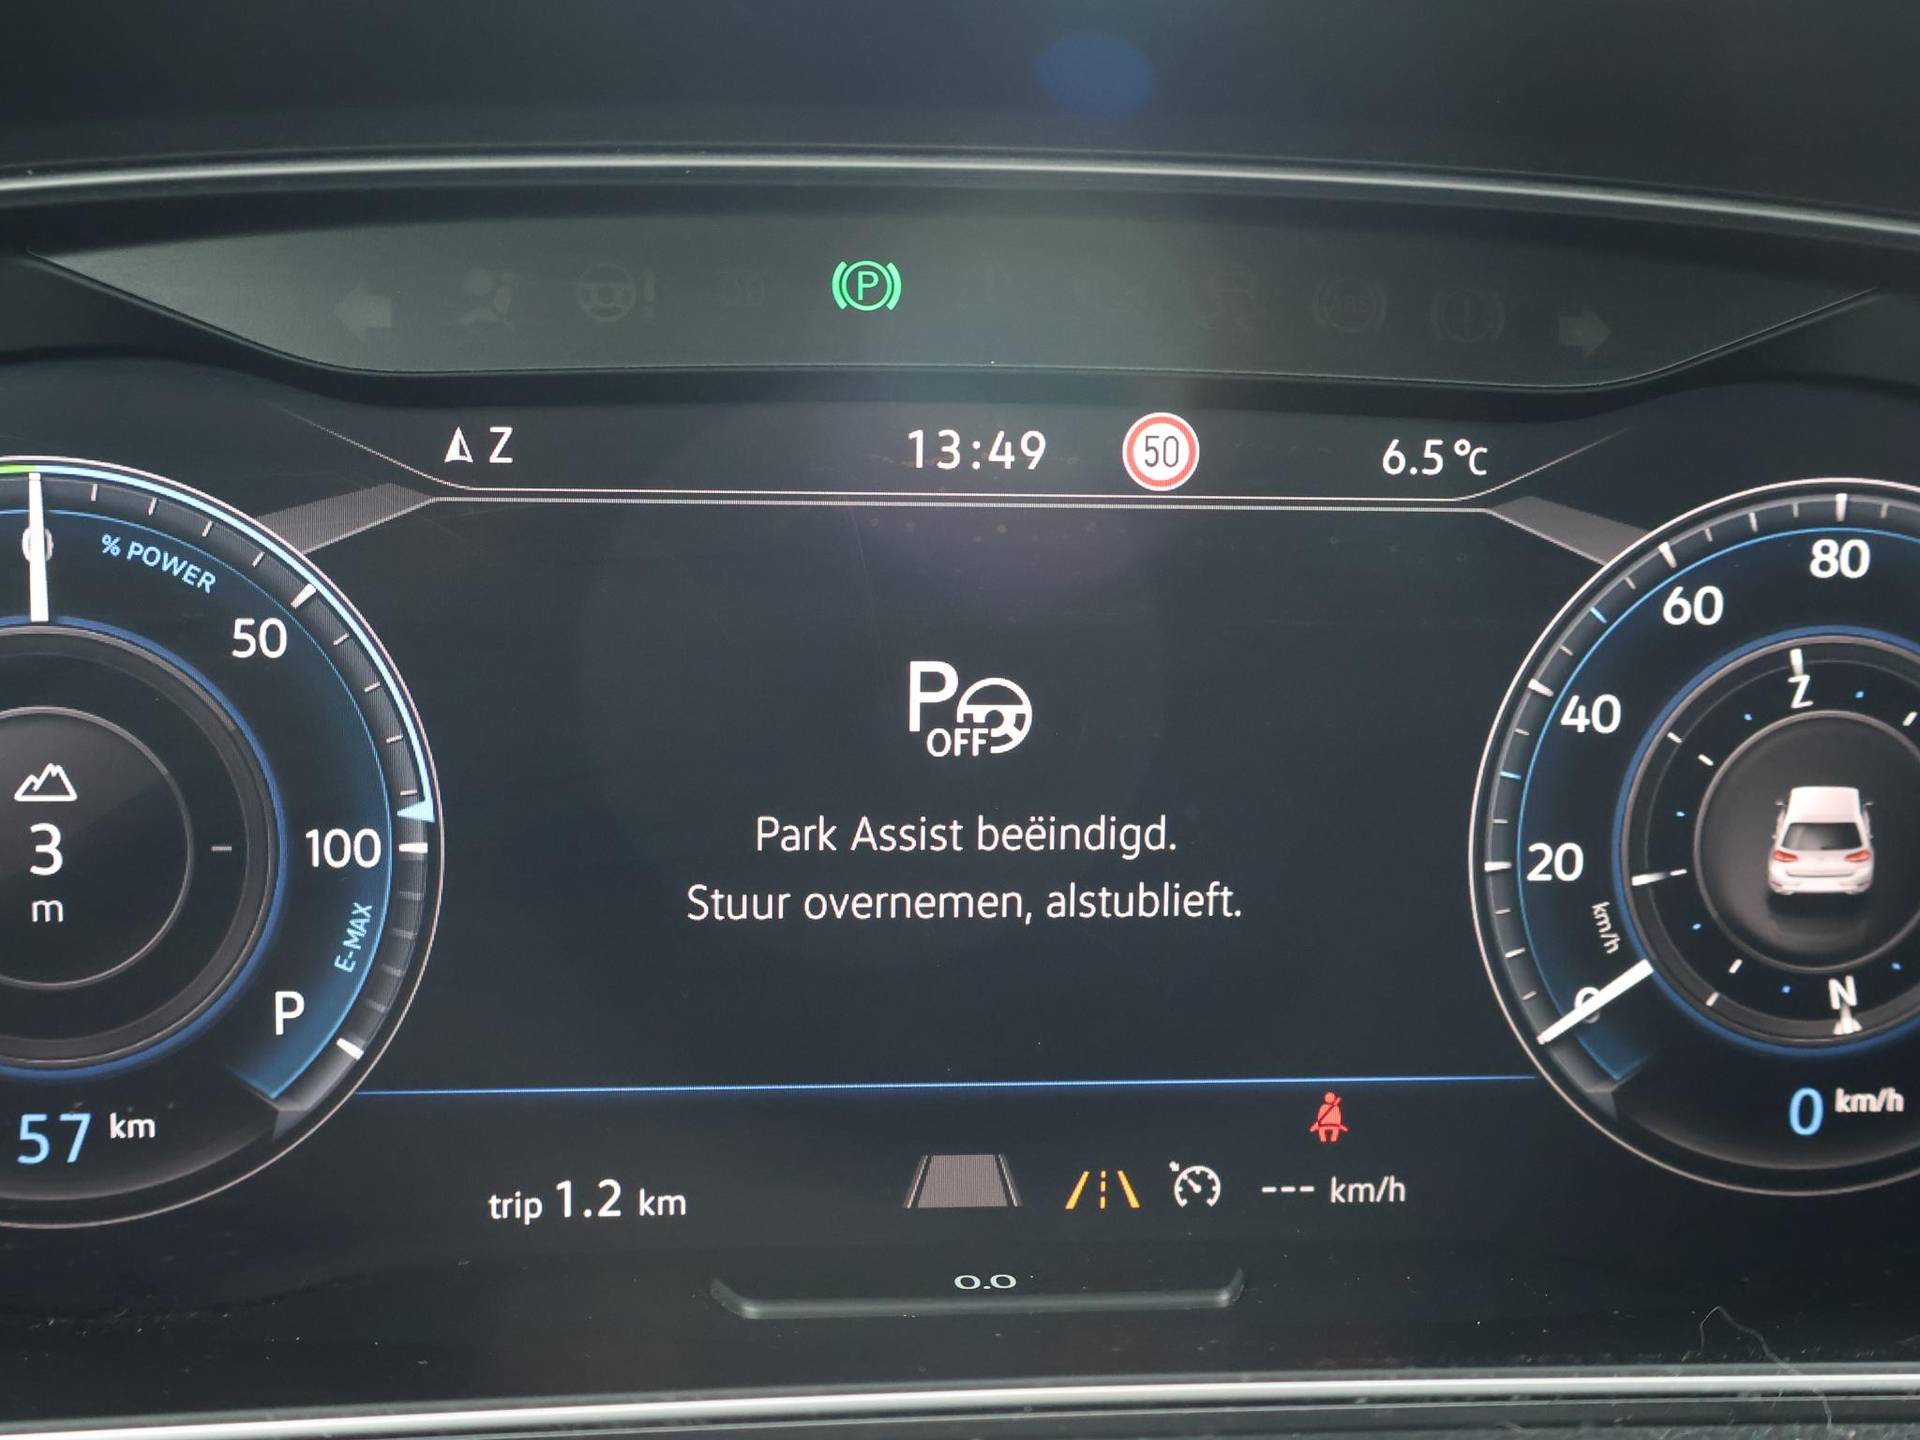 P
Z 13:49 50 6.5 °C
% POWER
50
100
E-MAX
P
3
m
57 km
P
OFF
Park Assist beëindigd.
Stuur overnemen, alstublieft.
80
60
40
20
km/h
0
Z
N
0 km/h
trip 1.2 km
--- km/h
0.0